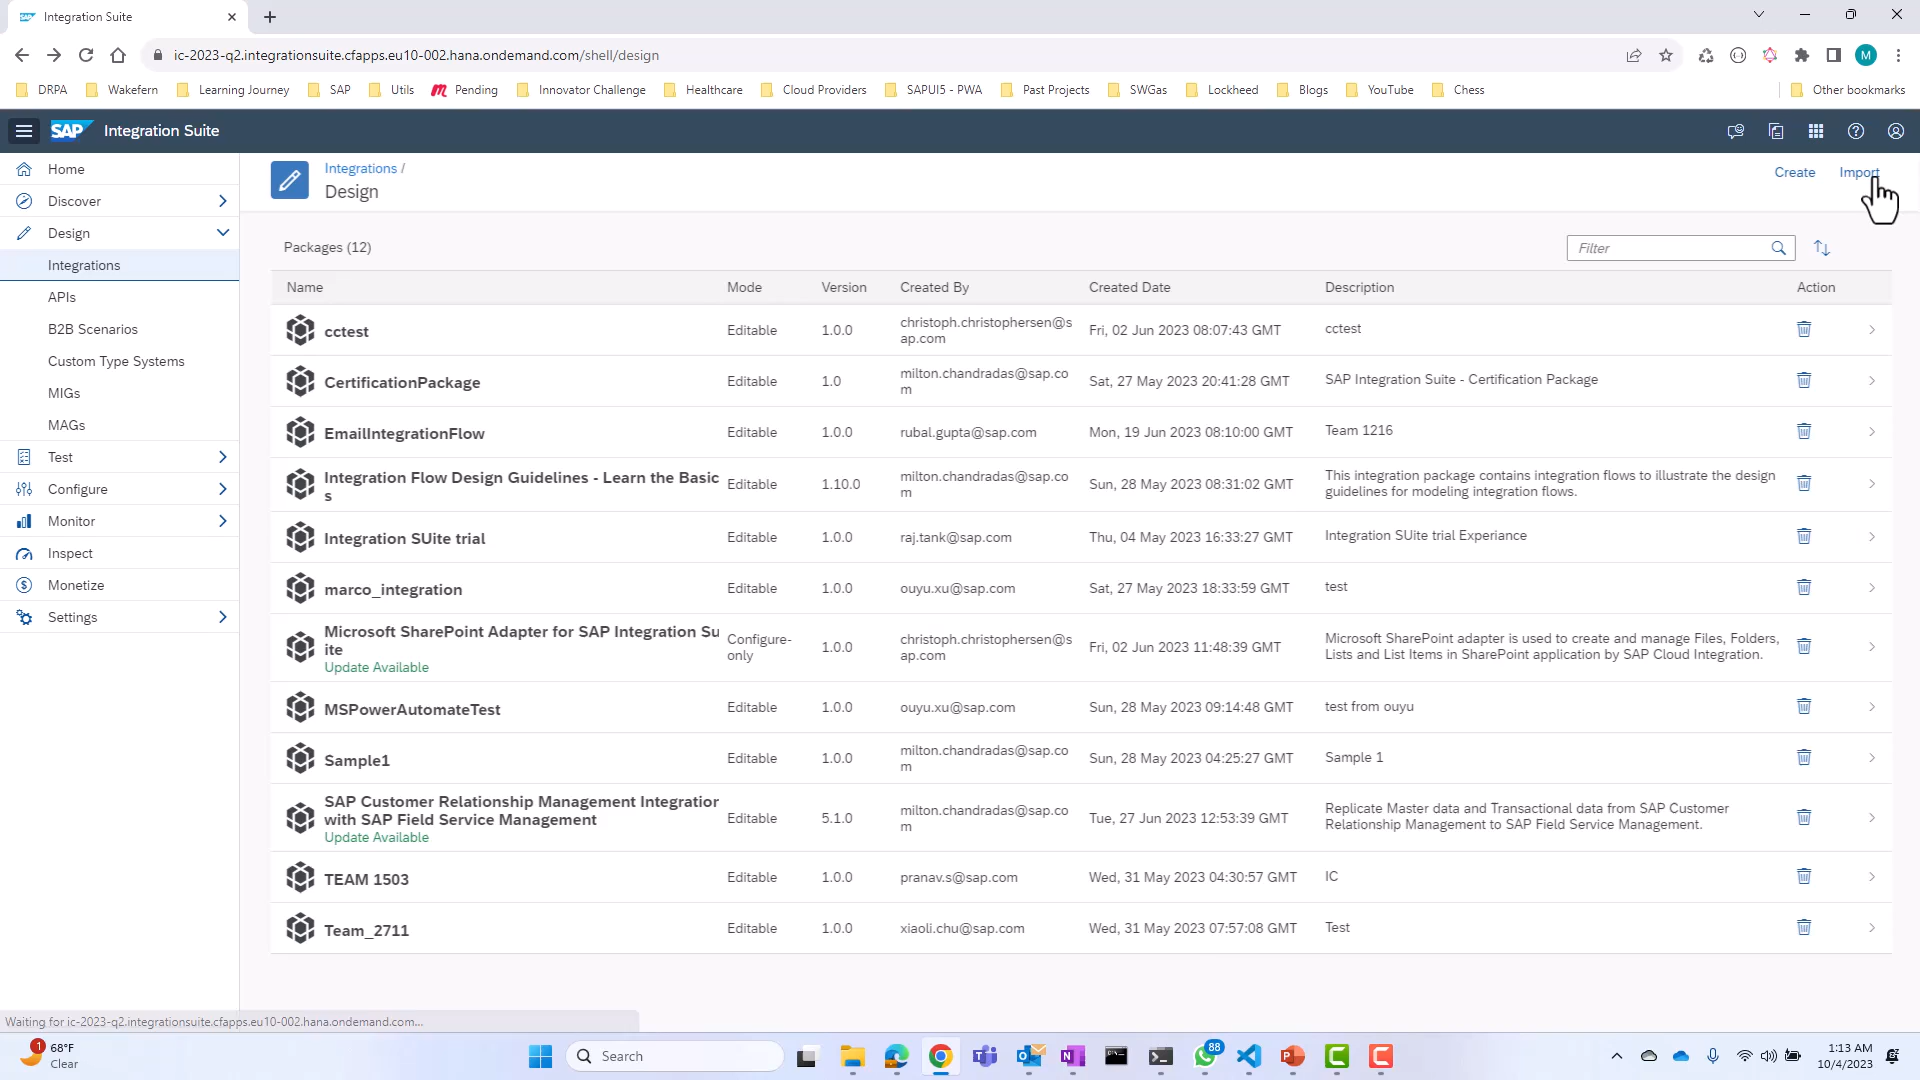 Integration Suite
ic-2023-q2.integrationsuite.cfapps.eu10-002.hana.ondemand.com/shell/design
M
DRPA
Wakefern
Learning Journey
SAP
Utils
Pending
Innovator Challenge
Healthcare
Cloud Providers
SAPUI5 - PWA
Past Projects
SWGas
Lockheed
Blogs
YouTube
Chess
Other bookmarks
SAP
Integration Suite
Home
Discover
Design
Integrations
APIs
B2B Scenarios
Custom Type Systems
MIGs
MAGs
Test
Configure
Monitor
Inspect
Monetize
Settings
Integrations /
Design
Create
Import
Packages (12)
Filter
Name
Mode
Version
Created By
Created Date
Description
Action
cctest
Editable
1.0.0
christoph.christophersen@s
ap.com
Fri, 02 Jun 2023 08:07:43 GMT
cctest
CertificationPackage
Editable
1.0
milton.chandradas@sap.co
m
Sat, 27 May 2023 20:41:28 GMT
SAP Integration Suite - Certification Package
EmailIntegrationFlow
Editable
1.0.0
rubal.gupta@sap.com
Mon, 19 Jun 2023 08:10:00 GMT
Team 1216
Integration Flow Design Guidelines - Learn the Basic
s
Editable
1.10.0
milton.chandradas@sap.co
m
Sun, 28 May 2023 08:31:02 GMT
This integration package contains integration flows to illustrate the design
guidelines for modeling integration flows.
Integration SUite trial
Editable
1.0.0
raj.tank@sap.com
Thu, 04 May 2023 16:33:27 GMT
Integration SUite trial Experiance
marco_integration
Editable
1.0.0
ouyu.xu@sap.com
Sat, 27 May 2023 18:33:59 GMT
test
Microsoft SharePoint Adapter for SAP Integration Su
ite
Update Available
Configure-
only
1.0.0
christoph.christophersen@s
ap.com
Fri, 02 Jun 2023 11:48:39 GMT
Microsoft SharePoint adapter is used to create and manage Files, Folders,
Lists and List Items in SharePoint application by SAP Cloud Integration.
MSPowerAutomateTest
Editable
1.0.0
ouyu.xu@sap.com
Sun, 28 May 2023 09:14:48 GMT
test from ouyu
Sample1
Editable
1.0.0
milton.chandradas@sap.co
m
Sun, 28 May 2023 04:25:27 GMT
Sample 1
SAP Customer Relationship Management Integration
with SAP Field Service Management
Update Available
Editable
5.1.0
milton.chandradas@sap.co
m
Tue, 27 Jun 2023 12:53:39 GMT
Replicate Master data and Transactional data from SAP Customer
Relationship Management to SAP Field Service Management.
TEAM 1503
Editable
1.0.0
pranav.s@sap.com
Wed, 31 May 2023 04:30:57 GMT
IC
Team_2711
Editable
1.0.0
xiaoli.chu@sap.com
Wed, 31 May 2023 07:57:08 GMT
Test
Waiting for ic-2023-q2.integrationsuite.cfapps.eu10-002.hana.ondemand.com...
1
68°F
Clear
Search
88
1:13 AM
10/4/2023